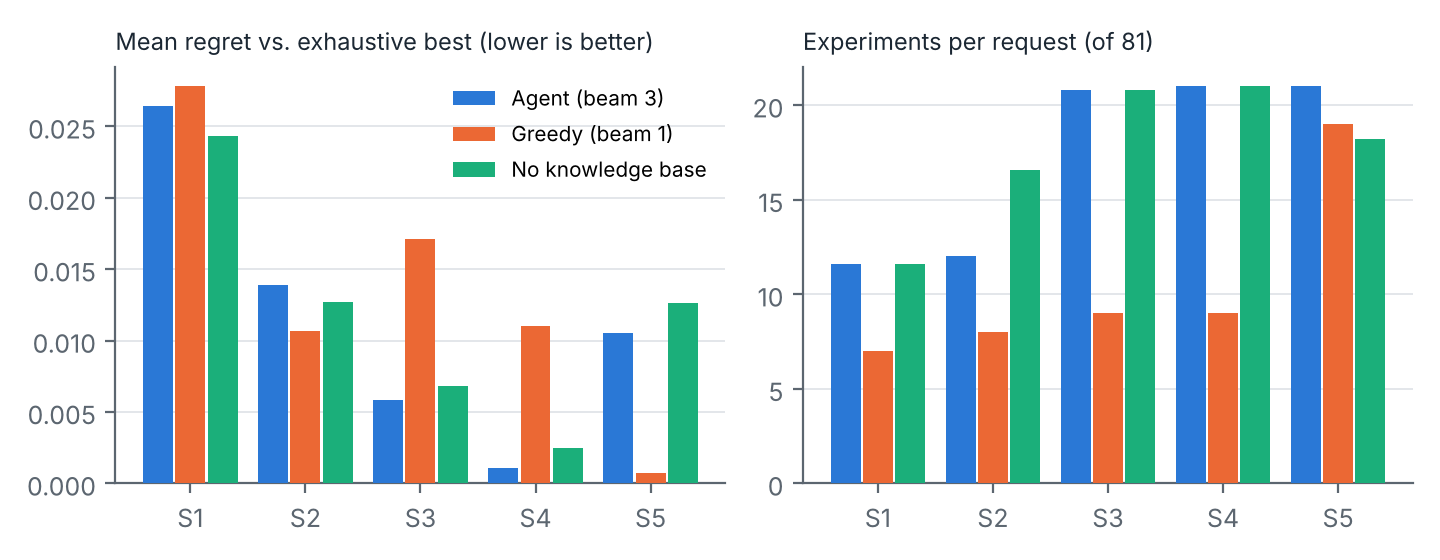 Mean regret vs. exhaustive best (lower is better)
0.025
0.020
0.015
0.010
0.005
0.000
Agent (beam 3)
Greedy (beam 1)
No knowledge base
S1 S2 S3 S4 S5
Experiments per request (of 81)
20
15
10
5
0
S1 S2 S3 S4 S5